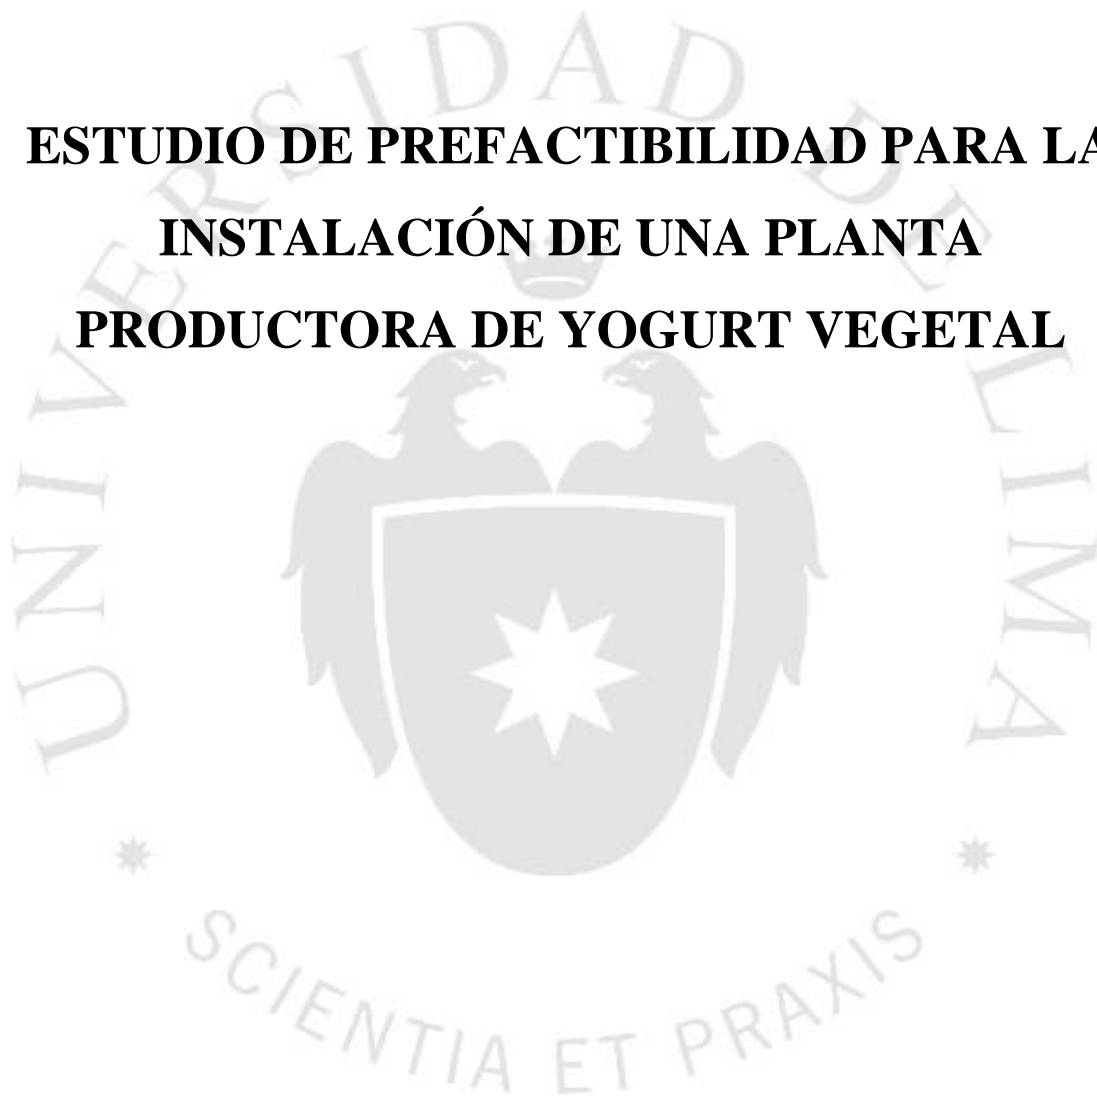 ESTUDIO DE PREFACTIBILIDAD PARA LA
INSTALACIÓN DE UNA PLANTA
PRODUCTORA DE YOGURT VEGETAL
UNIVERSIDAD DE LIMA
SCIENTIA ET PRAXIS